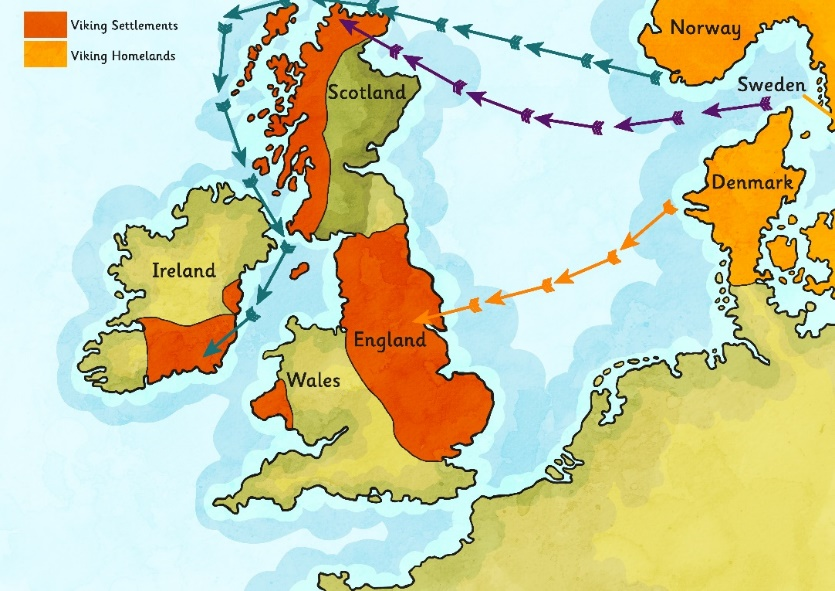 Viking Settlements
Viking Homelands
Norway
Sweden
Scotland
Denmark
Ireland
England
Wales